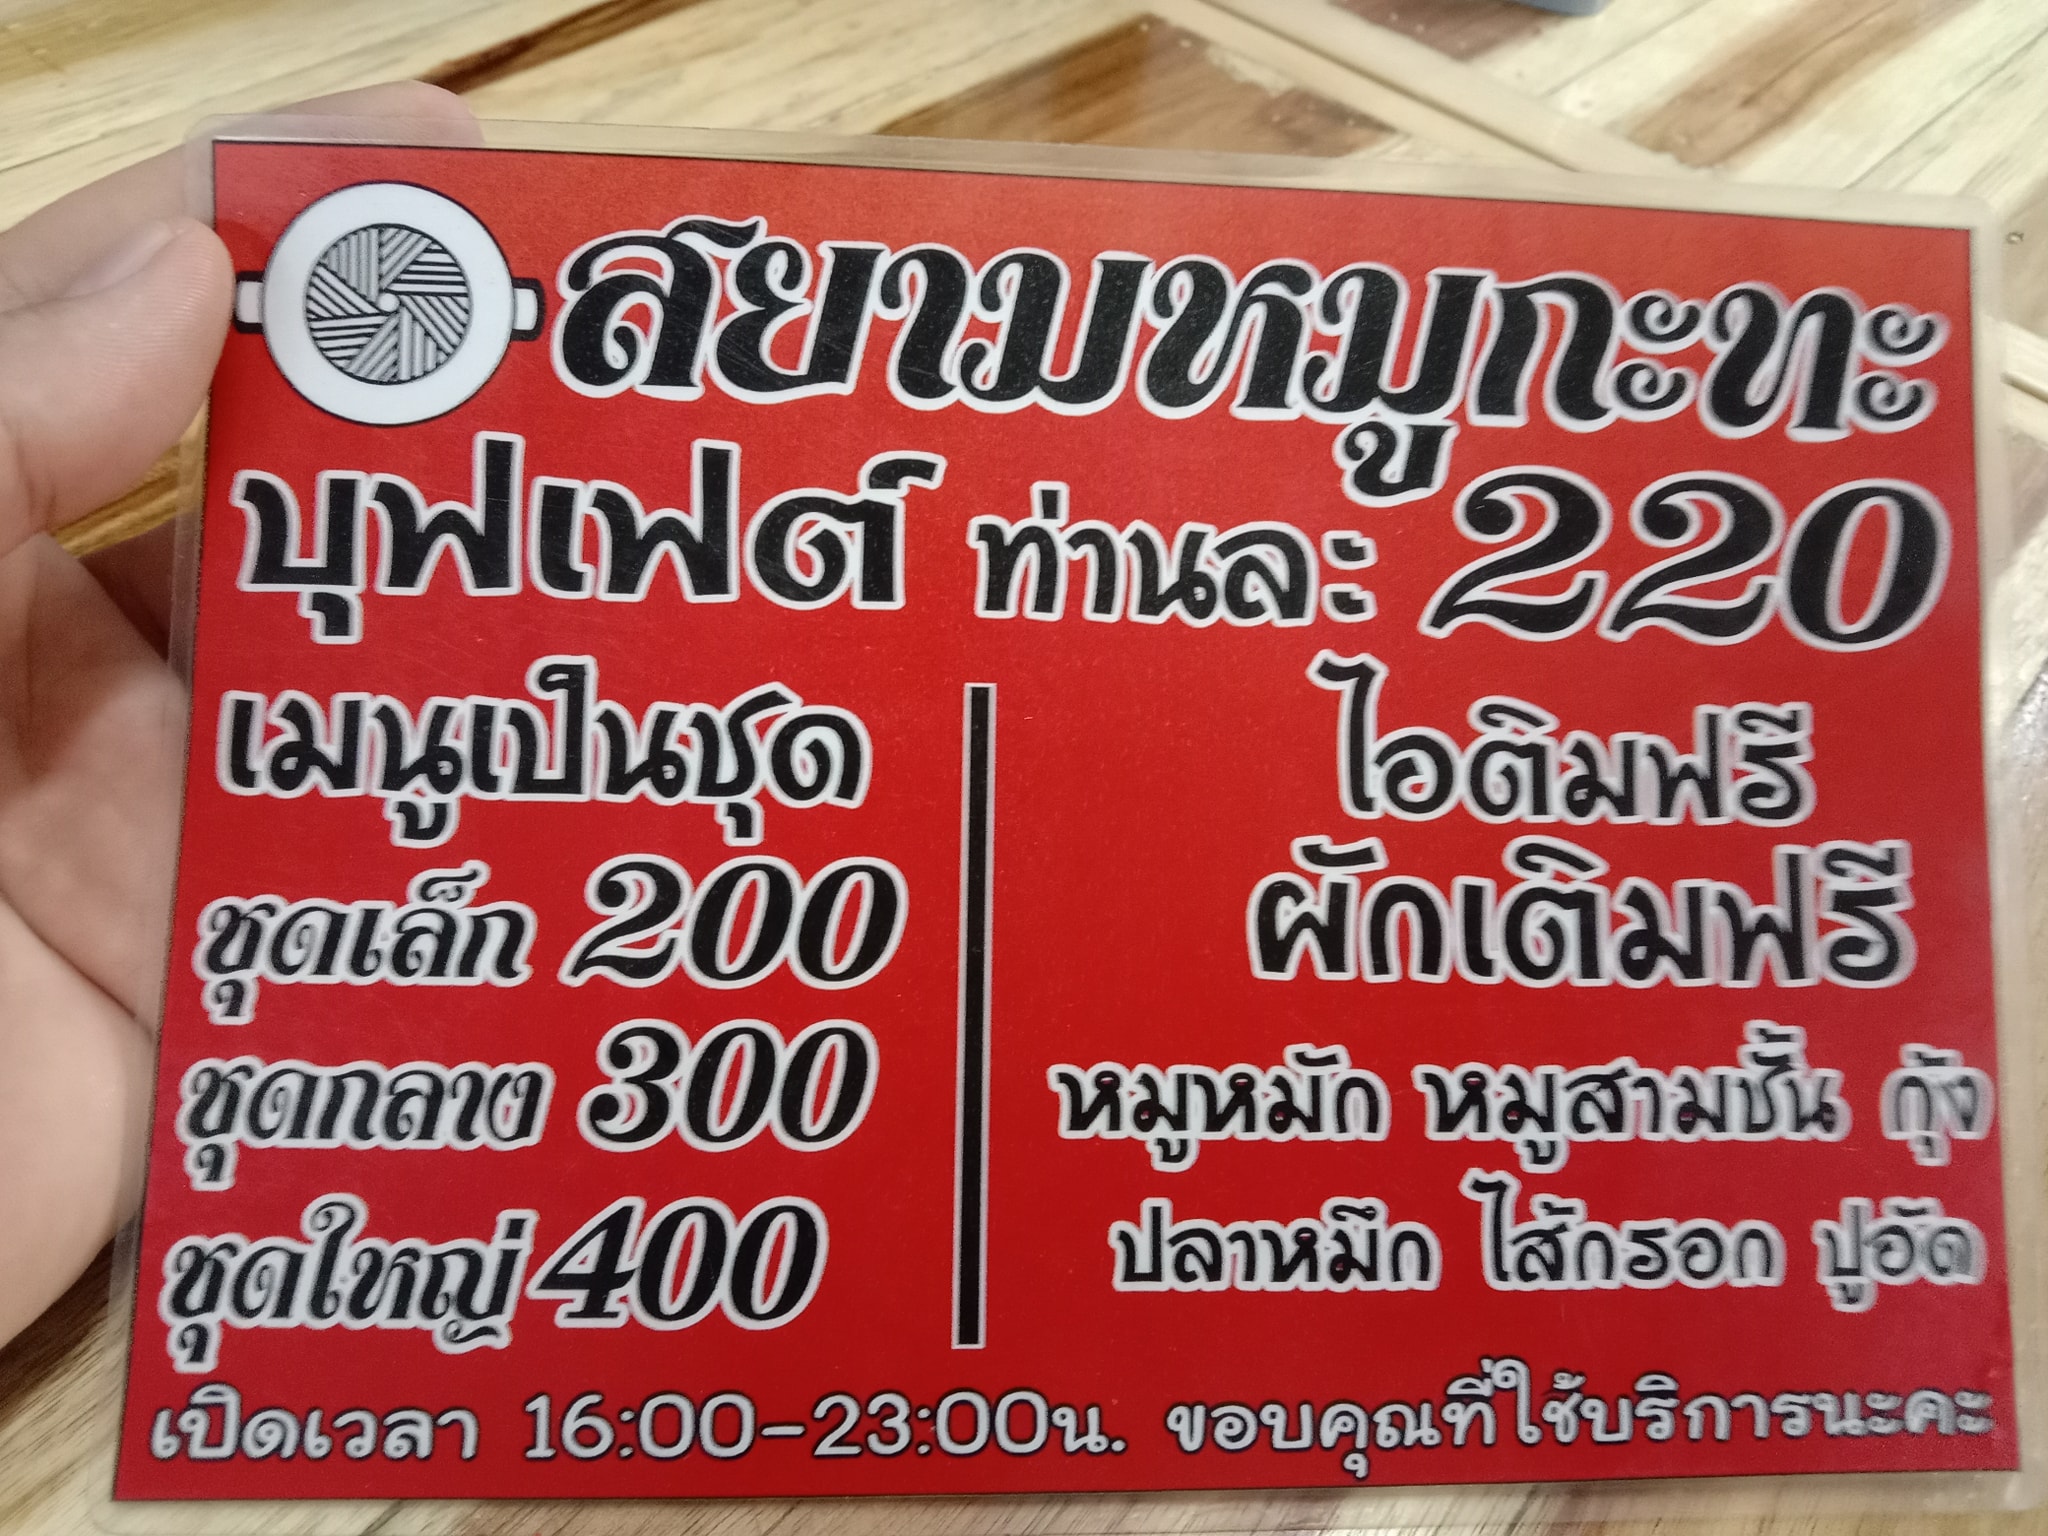 สยามหมูกะทะ
บุฟเฟต์ ท่านละ 220
เมนูเป็นชุด
ชุดเล็ก 200
ชุดกลาง 300
ชุดใหญ่ 400
ไอติมฟรี
ผักเติมฟรี
หมูหมัก หมูสามชั้น กุ้ง
ปลาหมึก ไส้กรอก ปูอัด
เปิดเวลา 16:00-23:00น. ขอบคุณที่ใช้บริการนะคะ